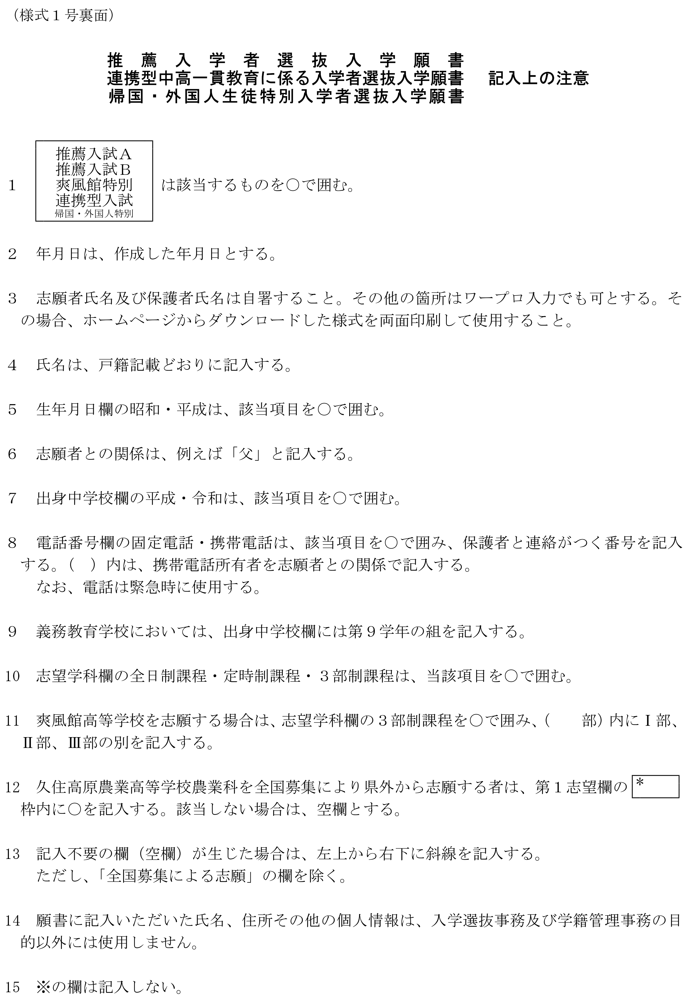 （様式１号裏面）
推薦入学者選抜入学願書
連携型中高一貫教育に係る入学者選抜入学願書　記入上の注意
帰国・外国人生徒特別入学者選抜入学願書
推薦入試Ａ
推薦入試Ｂ
１　爽風館特別　は該当するものを○で囲む。
連携型入試
帰国・外国人特別
２　年月日は、作成した年月日とする。
３　志願者氏名及び保護者氏名は自署すること。その他の箇所はワープロ入力でも可とする。そ
の場合、ホームページからダウンロードした様式を両面印刷して使用すること。
４　氏名は、戸籍記載どおりに記入する。
５　生年月日欄の昭和・平成は、該当項目を○で囲む。
６　志願者との関係は、例えば「父」と記入する。
７　出身中学校欄の平成・令和は、該当項目を○で囲む。
８　電話番号欄の固定電話・携帯電話は、該当項目を○で囲み、保護者と連絡がつく番号を記入
する。（　）内は、携帯電話所有者を志願者との関係で記入する。
なお、電話は緊急時に使用する。
９　義務教育学校においては、出身中学校欄には第９学年の組を記入する。
10　志望学科欄の全日制課程・定時制課程・３部制課程は、当該項目を○で囲む。
11　爽風館高等学校を志願する場合は、志望学科欄の３部制課程を○で囲み、（　　部）内にⅠ部、
Ⅱ部、Ⅲ部の別を記入する。
12　久住高原農業高等学校農業科を全国募集により県外から志願する者は、第１志望欄の　＊
枠内に○を記入する。該当しない場合は、空欄とする。
13　記入不要の欄（空欄）が生じた場合は、左上から右下に斜線を記入する。
ただし、「全国募集による志願」の欄を除く。
14　願書に記入いただいた氏名、住所その他の個人情報は、入学選抜事務及び学籍管理事務の目
的以外には使用しません。
15　※の欄は記入しない。